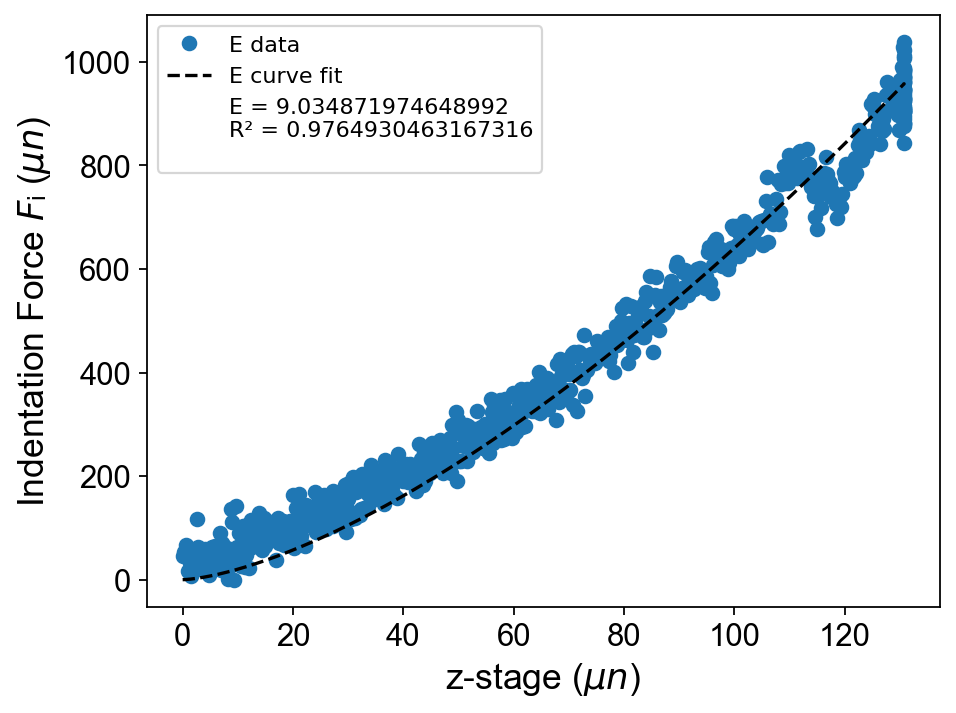 E data
E curve fit
E = 9.034871974648992
R² = 0.9764930463167316
Indentation Force Fᵢ (μn)
1000
800
600
400
200
0
0 20 40 60 80 100 120
z-stage (μn)